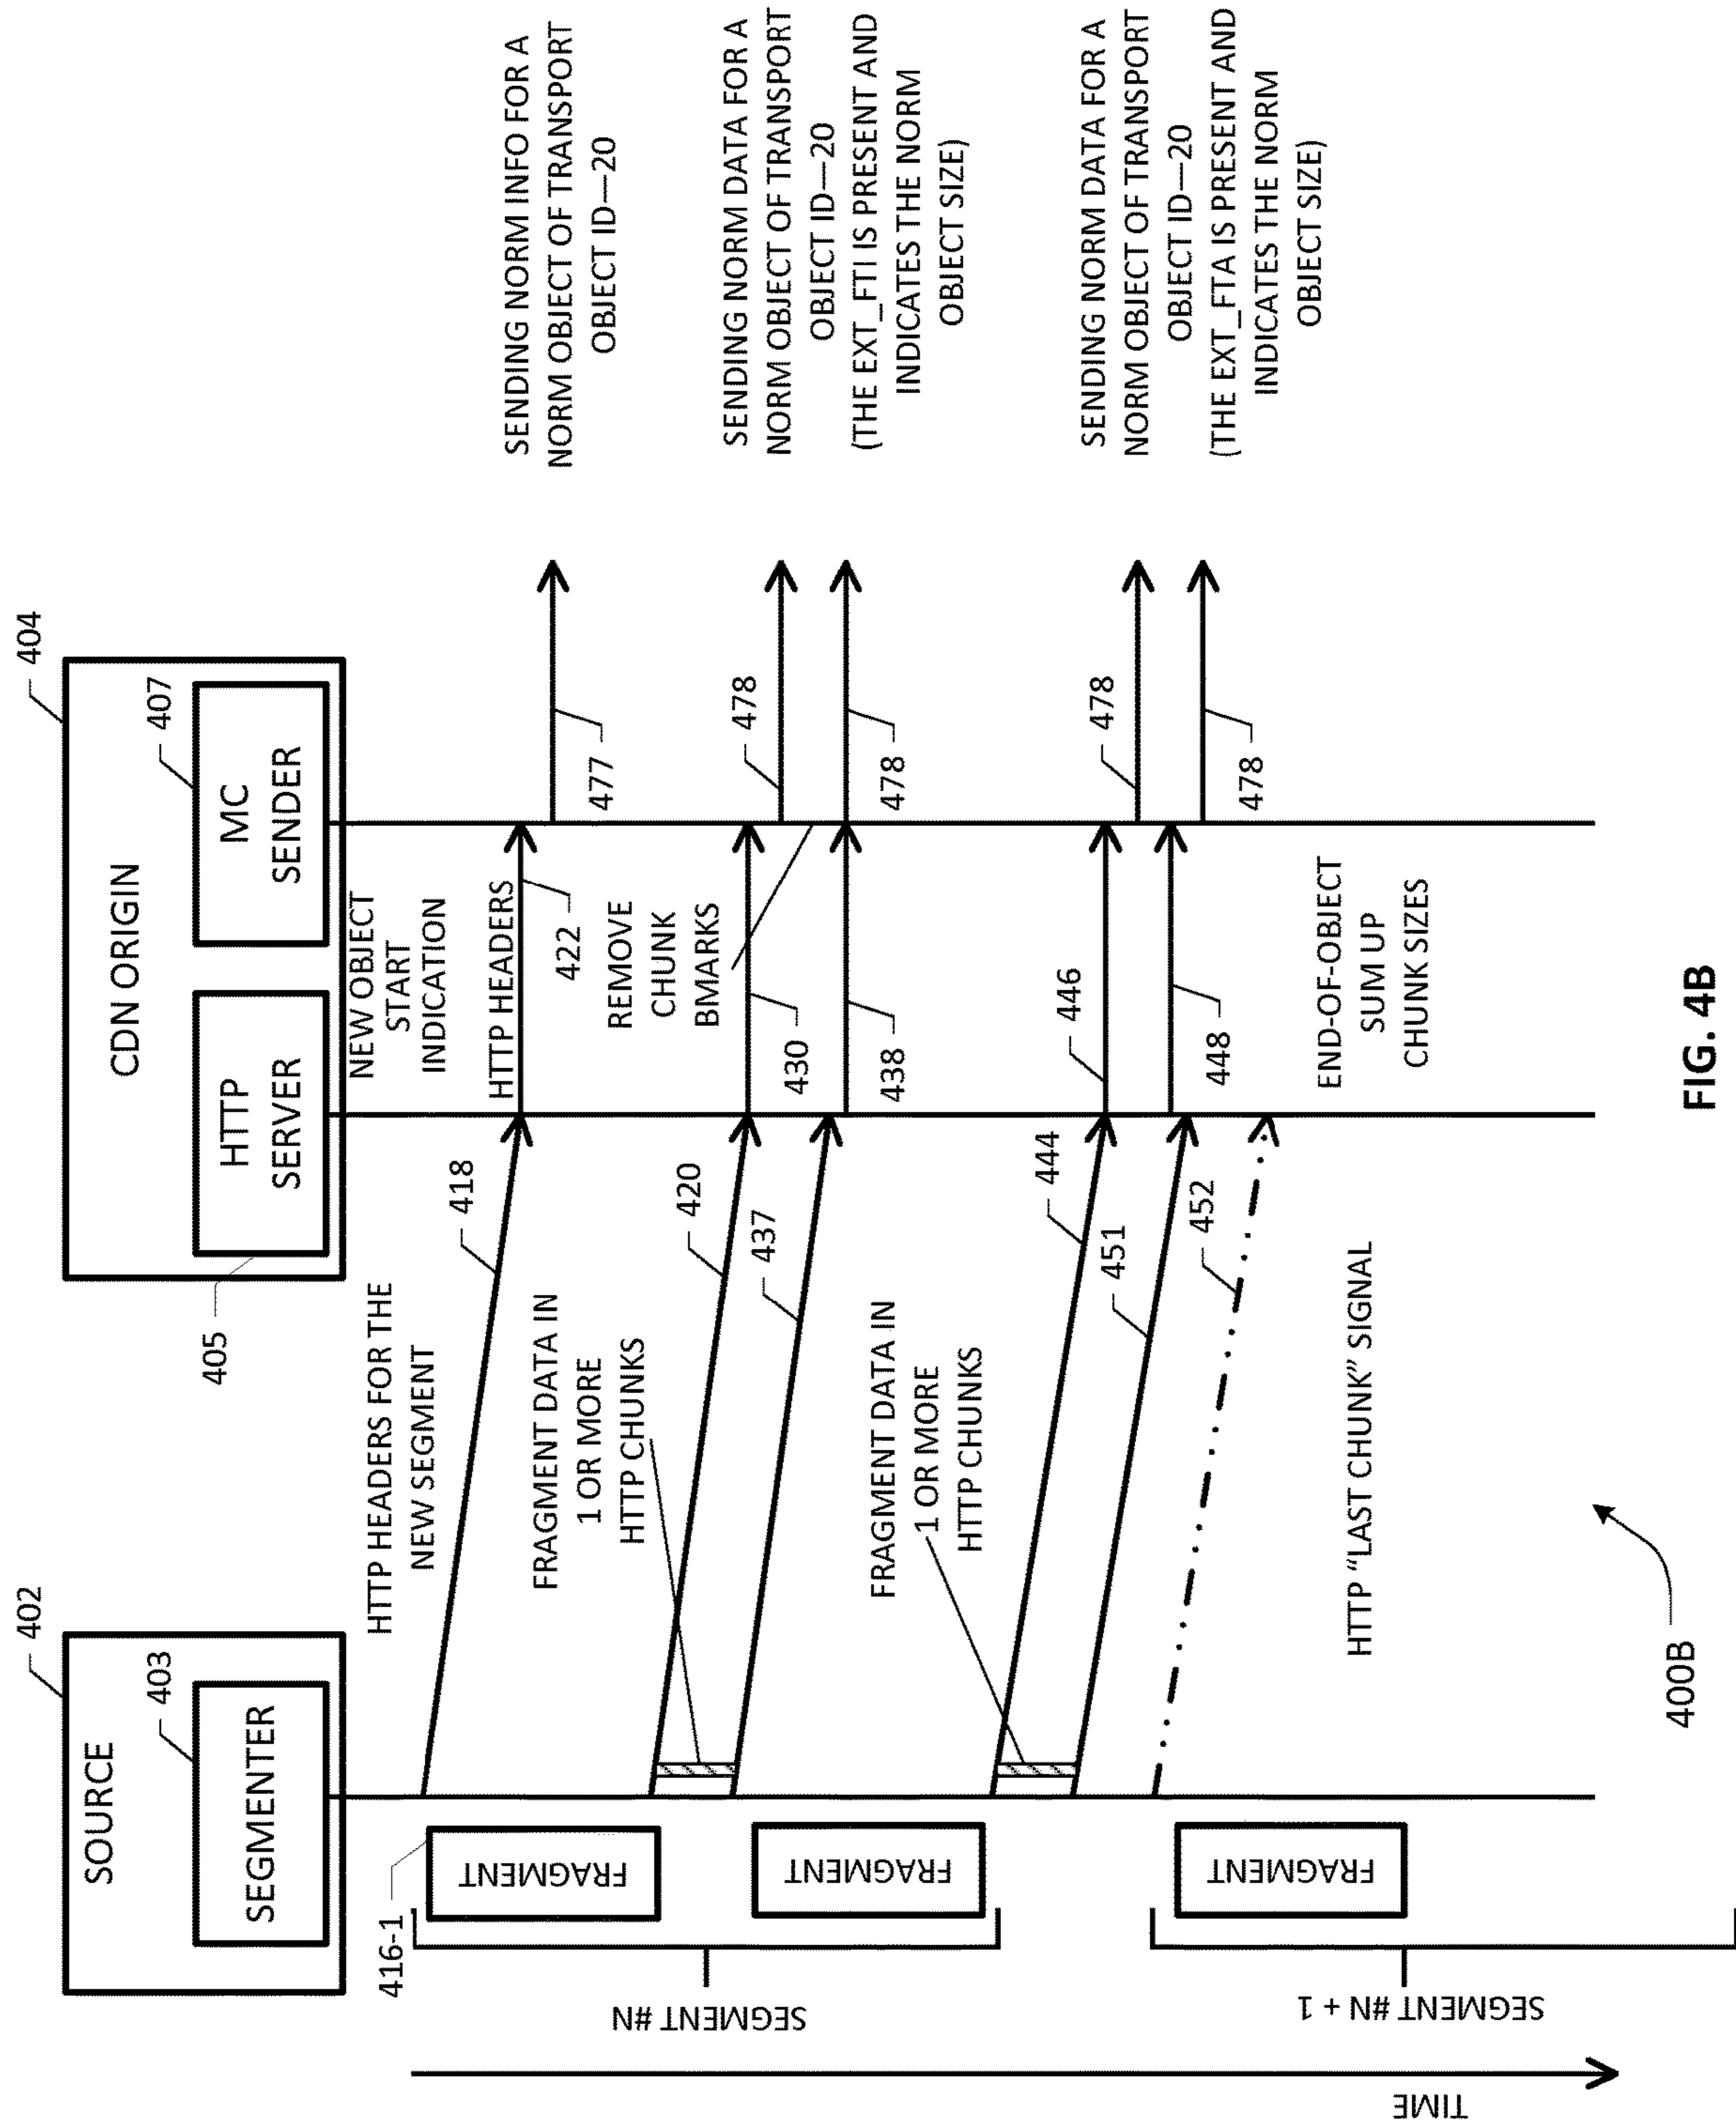 402
SOURCE
403
SEGMENTER
404
CDN ORIGIN
405
HTTP
SERVER
407
MC
SENDER
TIME
SEGMENT #N
SEGMENT #N + 1
416-1
FRAGMENT
FRAGMENT
FRAGMENT
HTTP HEADERS FOR THE
NEW SEGMENT
418
FRAGMENT DATA IN
1 OR MORE
HTTP CHUNKS
420
437
FRAGMENT DATA IN
1 OR MORE
HTTP CHUNKS
444
451
452
HTTP "LAST CHUNK" SIGNAL
NEW OBJECT
START
INDICATION
HTTP HEADERS
422
REMOVE
CHUNK
BMARKS
430
438
446
448
END-OF-OBJECT
SUM UP
CHUNK SIZES
477
478
478
478
478
SENDING NORM INFO FOR A
NORM OBJECT OF TRANSPORT
OBJECT ID—20
SENDING NORM DATA FOR A
NORM OBJECT OF TRANSPORT
OBJECT ID—20
(THE EXT_FTI IS PRESENT AND
INDICATES THE NORM
OBJECT SIZE)
SENDING NORM DATA FOR A
NORM OBJECT OF TRANSPORT
OBJECT ID—20
(THE EXT_FTA IS PRESENT AND
INDICATES THE NORM
OBJECT SIZE)
400B
FIG. 4B